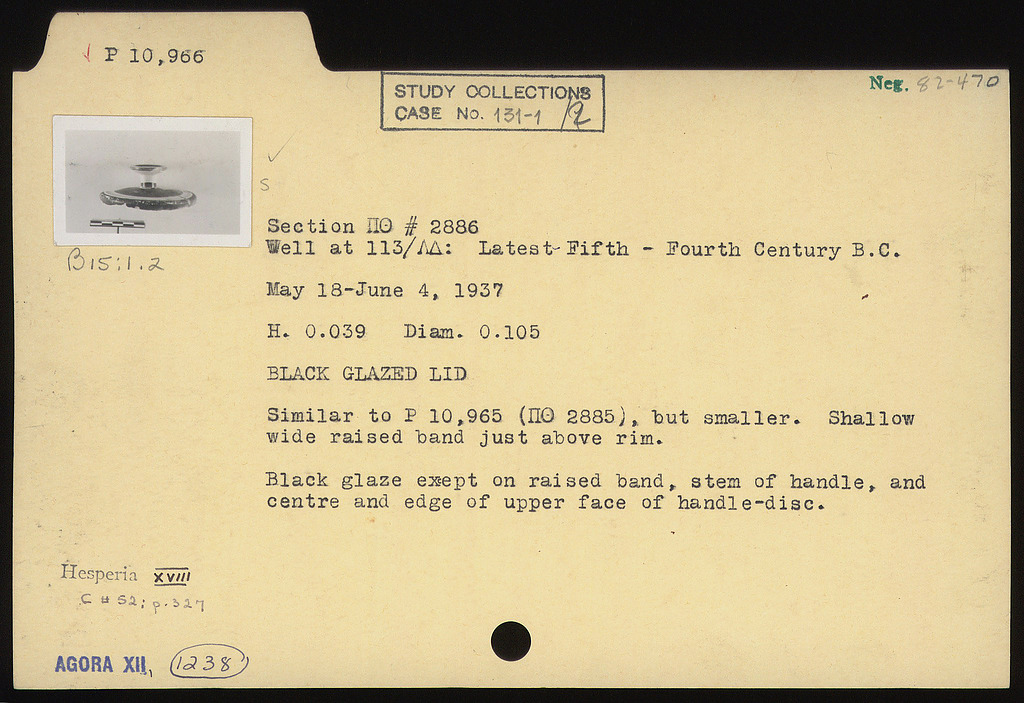 P 10,966
Neg. 82-470
STUDY COLLECTIONS
CASE No. 131-1/2
S
B15:1.2
Section ΠΘ # 2886
Well at 113/ΛΔ: Latest Fifth - Fourth Century B.C.
May 18-June 4, 1937
H. 0.039 Diam. 0.105
BLACK GLAZED LID
Similar to P 10,965 (ΠΘ 2885), but smaller. Shallow
wide raised band just above rim.
Black glaze exept on raised band, stem of handle, and
centre and edge of upper face of handle-disc.
Hesperia XVIII
C # 52; p.327
AGORA XII, 1238